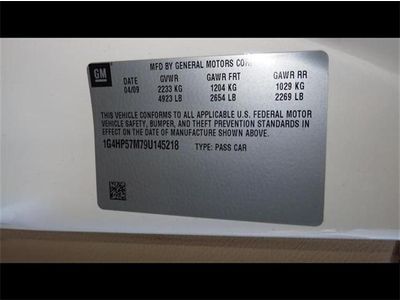 GM
MFD BY GENERAL MOTORS CORP
DATE GVWR GAWR FRT GAWR RR
04/09 2233 KG 1204 KG 1029 KG
4923 LB 2654 LB 2269 LB
THIS VEHICLE CONFORMS TO ALL APPLICABLE U.S. FEDERAL MOTOR
VEHICLE SAFETY, BUMPER, AND THEFT PREVENTION STANDARDS IN
EFFECT ON THE DATE OF MANUFACTURE SHOWN ABOVE.
1G4HP57M79U145218 TYPE: PASS CAR